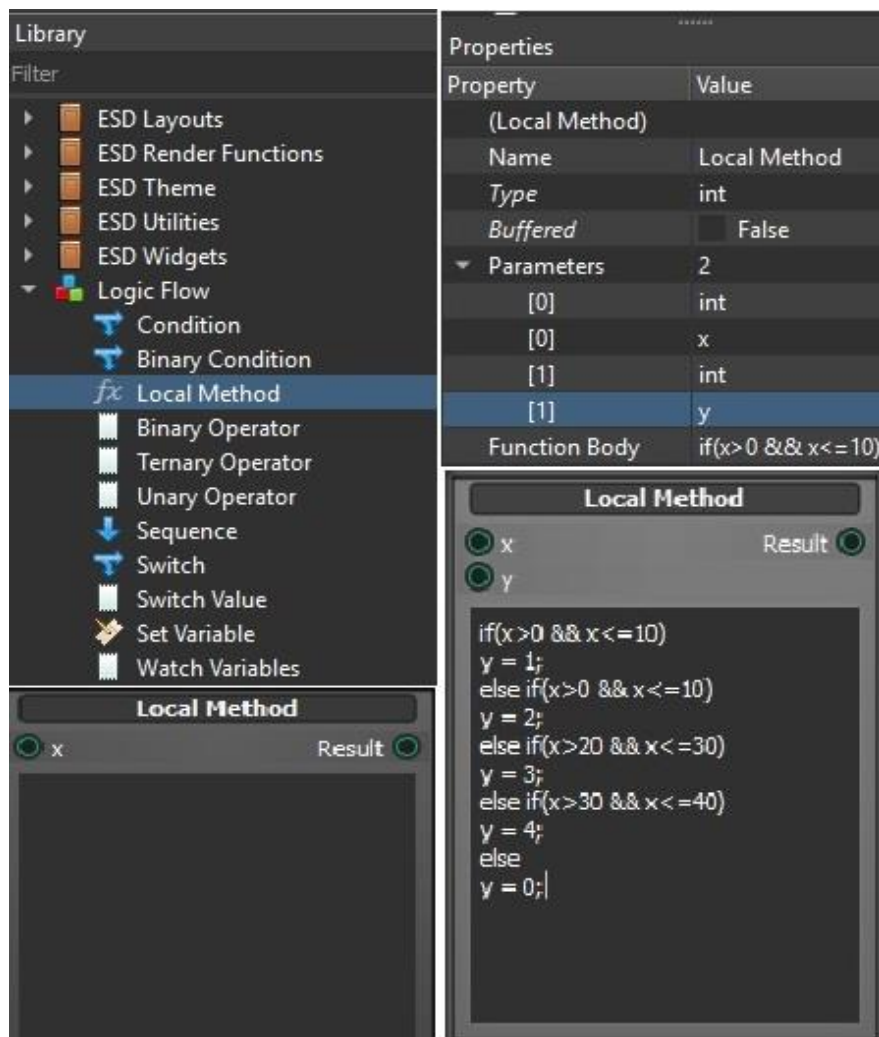 Library
Filter
ESD Layouts
ESD Render Functions
ESD Theme
ESD Utilities
ESD Widgets
Logic Flow
Condition
Binary Condition
fx Local Method
Binary Operator
Ternary Operator
Unary Operator
Sequence
Switch
Switch Value
Set Variable
Watch Variables
Properties
Property Value
(Local Method)
Name Local Method
Type int
Buffered False
Parameters 2
[0] int
[0] x
[1] int
[1] y
Function Body if(x>0 && x<=10)
Local Method
x Result
Local Method
x Result
y
if(x>0 && x<=10)
y = 1;
else if(x>0 && x<=10)
y = 2;
else if(x>20 && x<=30)
y = 3;
else if(x>30 && x<=40)
y = 4;
else
y = 0;